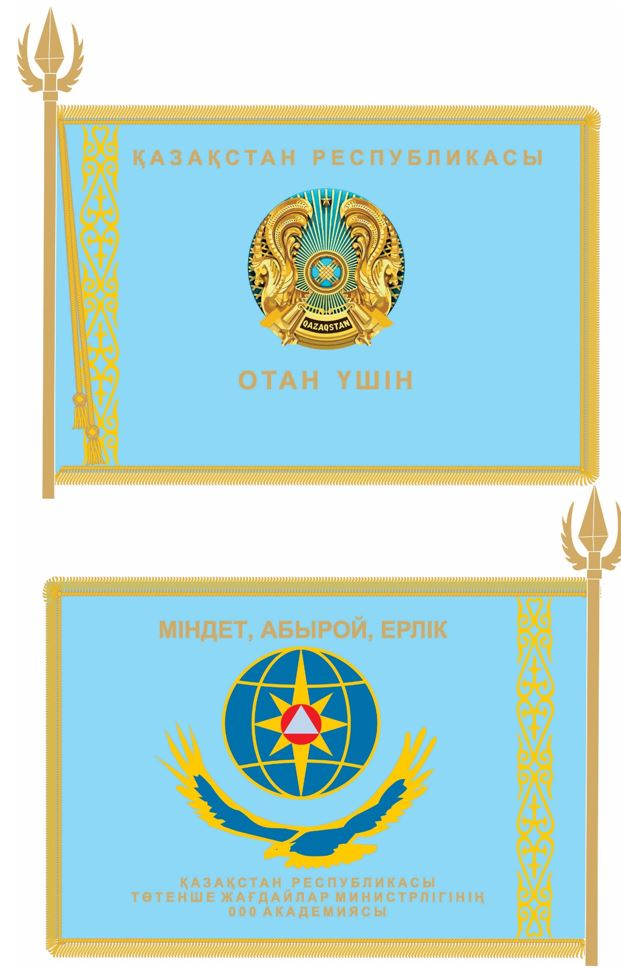 ҚАЗАҚСТАН РЕСПУБЛИКАСЫ
QAZAQSTAN
ОТАН ҮШІН
МІНДЕТ, АБЫРОЙ, ЕРЛІК
ҚАЗАҚСТАН РЕСПУБЛИКАСЫ
ТӨТЕНШЕ ЖАҒДАЙЛАР МИНИСТРЛІГІНІҢ
000 АКАДЕМИЯСЫ